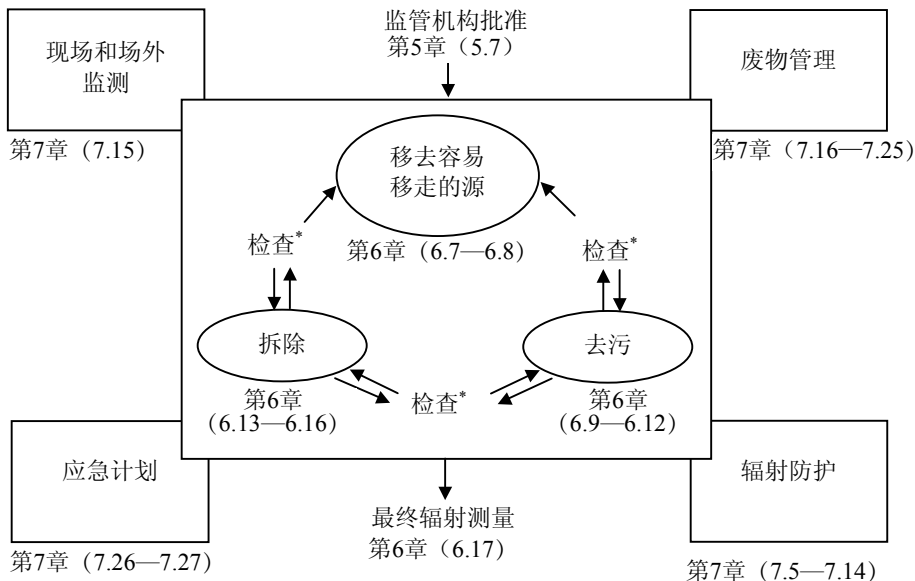 现场和场外
监测
第7章（7.15）
监管机构批准
第5章（5.7）
废物管理
第7章（7.16—7.25）
移去容易
移走的源
第6章（6.7—6.8）
检查*
检查*
拆除
第6章
（6.13—6.16）
检查*
去污
第6章
（6.9—6.12）
应急计划
第7章（7.26—7.27）
最终辐射测量
第6章（6.17）
辐射防护
第7章（7.5—7.14）